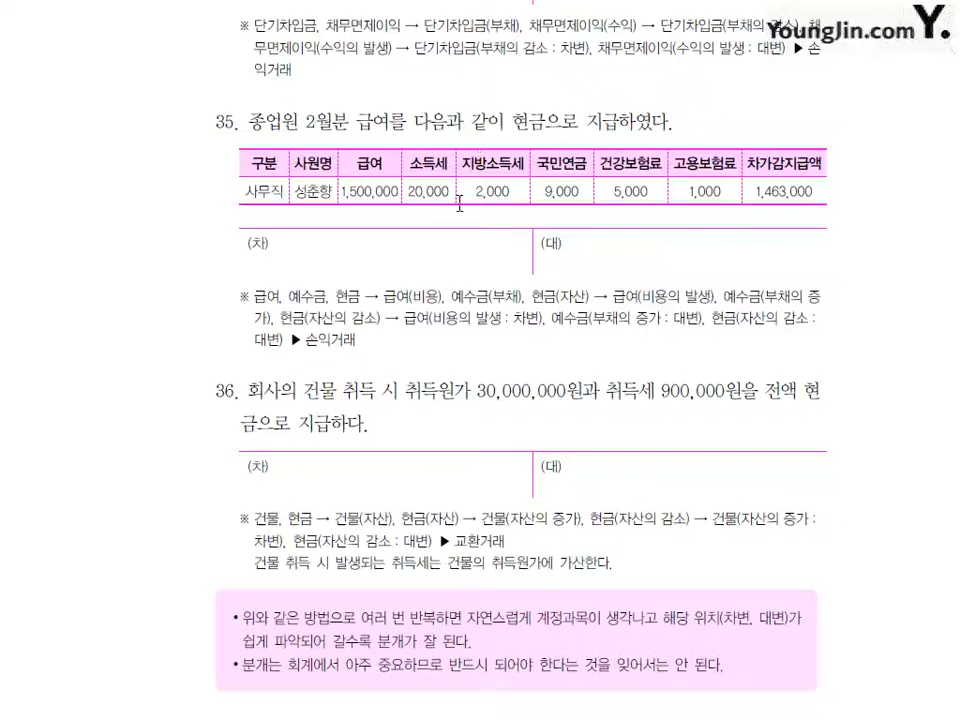 ※ 단기차입금, 채무면제이익 → 단기차입금(부채), 채무면제이익(수익) → 단기차입금(부채의 감소), 채
YoungJin.com Y.
무면제이익(수익의 발생) → 단기차입금(부채의 감소 : 차변), 채무면제이익(수익의 발생 : 대변) ▶ 손
익거래
35. 종업원 2월분 급여를 다음과 같이 현금으로 지급하였다.
구분 사원명 급여 소득세 지방소득세 국민연금 건강보험료 고용보험료 차가감지급액
사무직 성춘향 1,500,000 20,000 2,000 9,000 5,000 1,000 1,463,000
(차) (대)
※ 급여, 예수금, 현금 → 급여(비용), 예수금(부채), 현금(자산) → 급여(비용의 발생), 예수금(부채의 증
가), 현금(자산의 감소) → 급여(비용의 발생 : 차변), 예수금(부채의 증가 : 대변), 현금(자산의 감소 :
대변) ▶ 손익거래
36. 회사의 건물 취득 시 취득원가 30,000,000원과 취득세 900,000원을 전액 현
금으로 지급하다.
(차) (대)
※ 건물, 현금 → 건물(자산), 현금(자산) → 건물(자산의 증가), 현금(자산의 감소) → 건물(자산의 증가 :
차변), 현금(자산의 감소 : 대변) ▶ 교환거래
건물 취득 시 발생되는 취득세는 건물의 취득원가에 가산한다.
• 위와 같은 방법으로 여러 번 반복하면 자연스럽게 계정과목이 생각나고 해당 위치(차변, 대변)가
쉽게 파악되어 갈수록 분개가 잘 된다.
• 분개는 회계에서 아주 중요하므로 반드시 되어야 한다는 것을 잊어서는 안 된다.